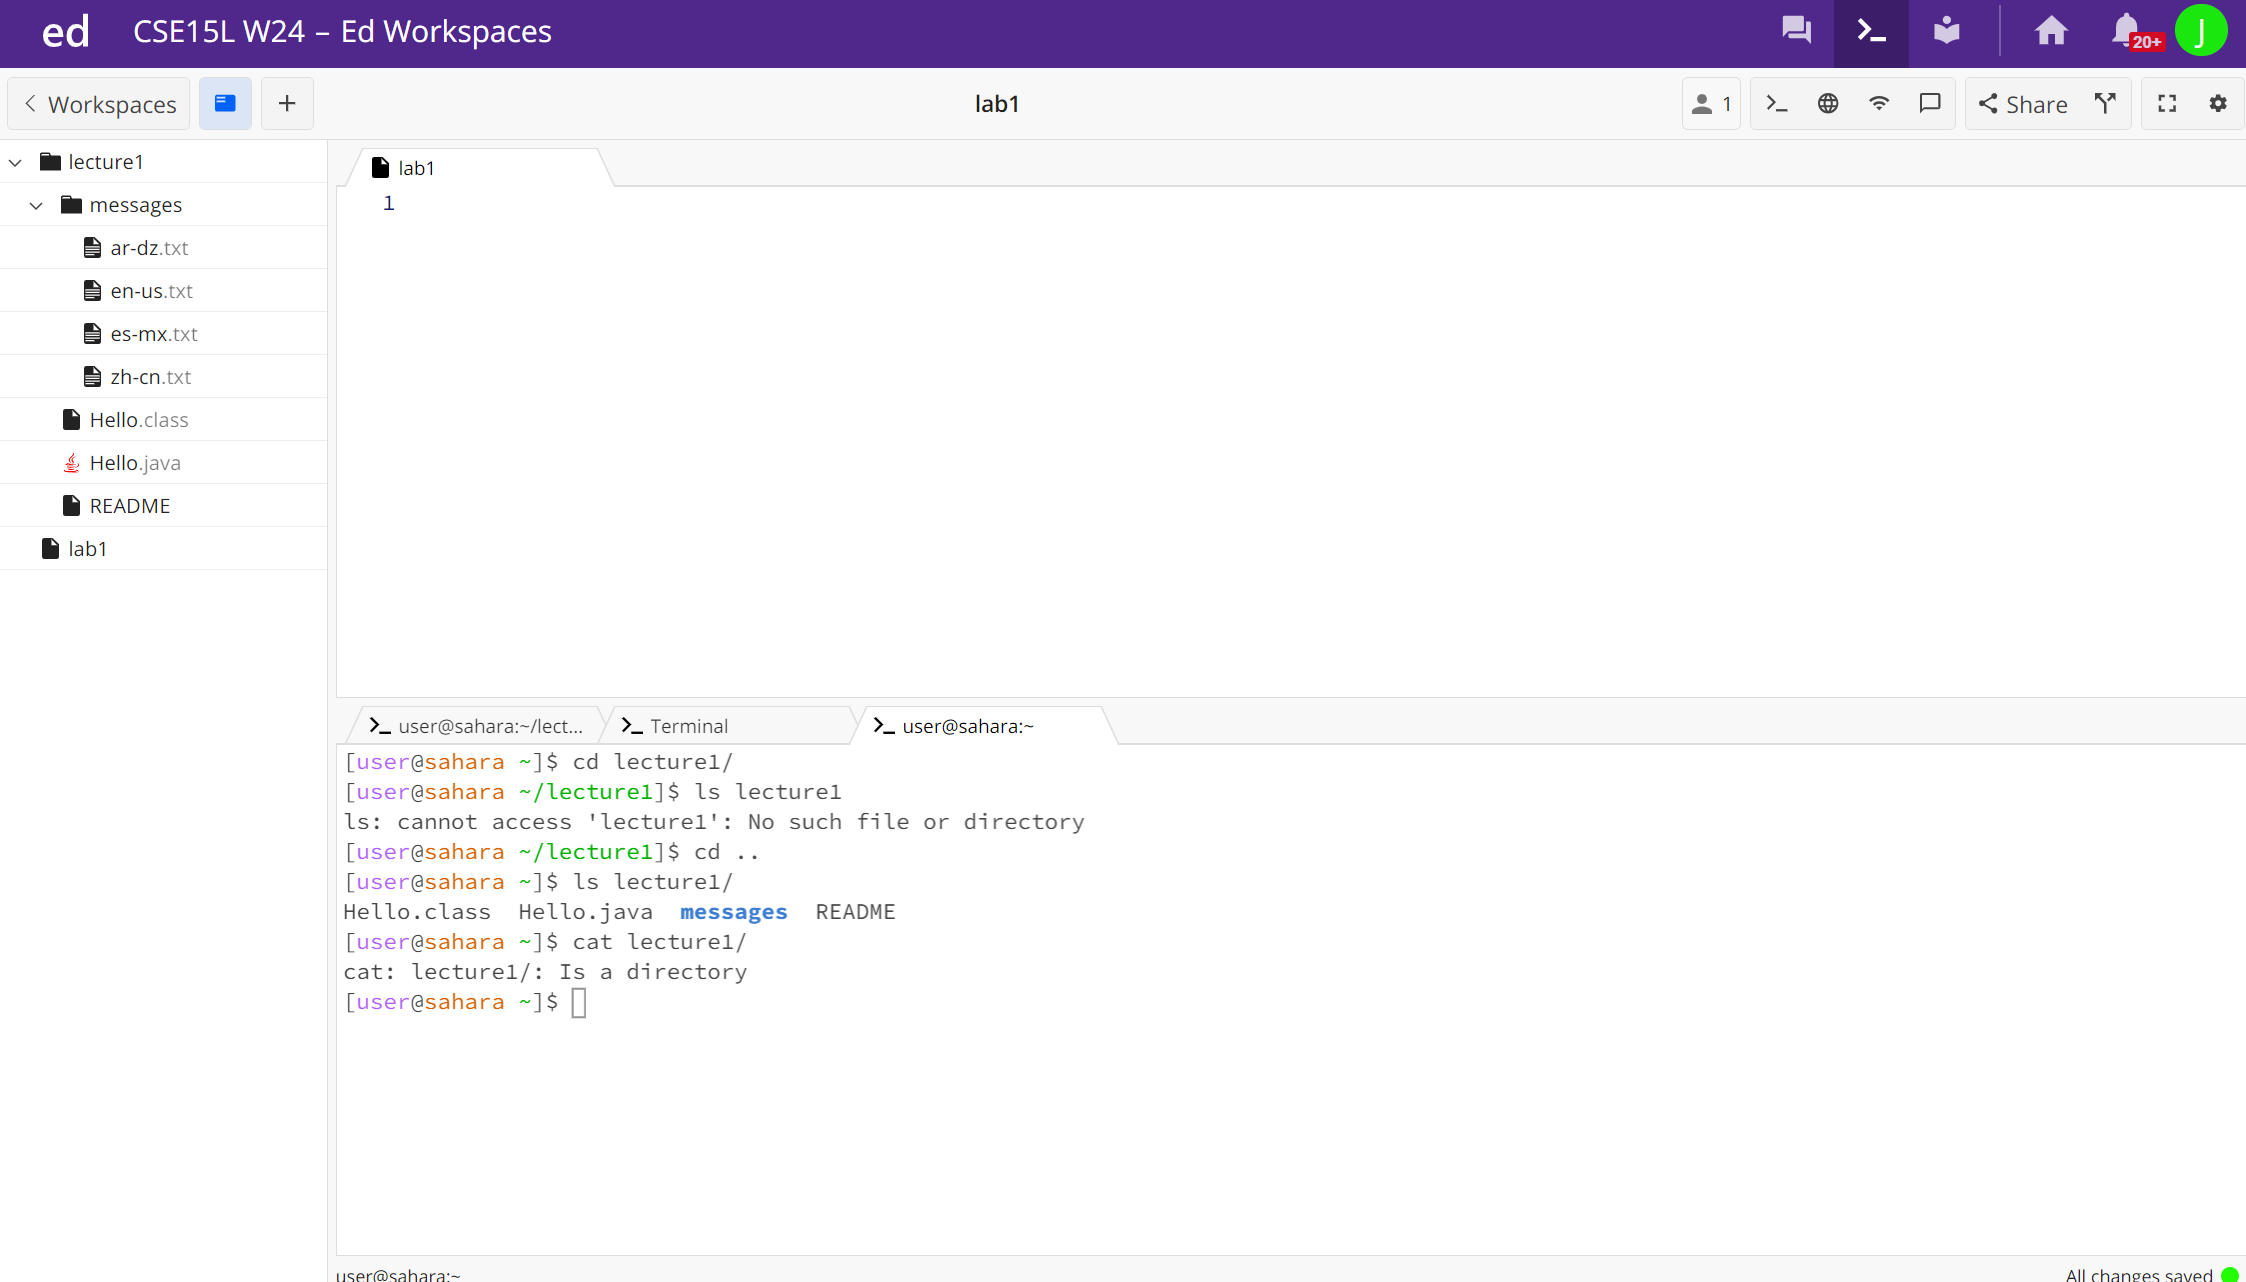 ed CSE15L W24 – Ed Workspaces 20+ J
Workspaces lab1 1 Share
lecture1
messages
ar-dz.txt
en-us.txt
es-mx.txt
zh-cn.txt
Hello.class
Hello.java
README
lab1
lab1
1
user@sahara:~/lect... Terminal user@sahara:~
[user@sahara ~]$ cd lecture1/
[user@sahara ~/lecture1]$ ls lecture1
ls: cannot access 'lecture1': No such file or directory
[user@sahara ~/lecture1]$ cd ..
[user@sahara ~]$ ls lecture1/
Hello.class Hello.java messages README
[user@sahara ~]$ cat lecture1/
cat: lecture1/: Is a directory
[user@sahara ~]$
user@sahara:~ All changes saved